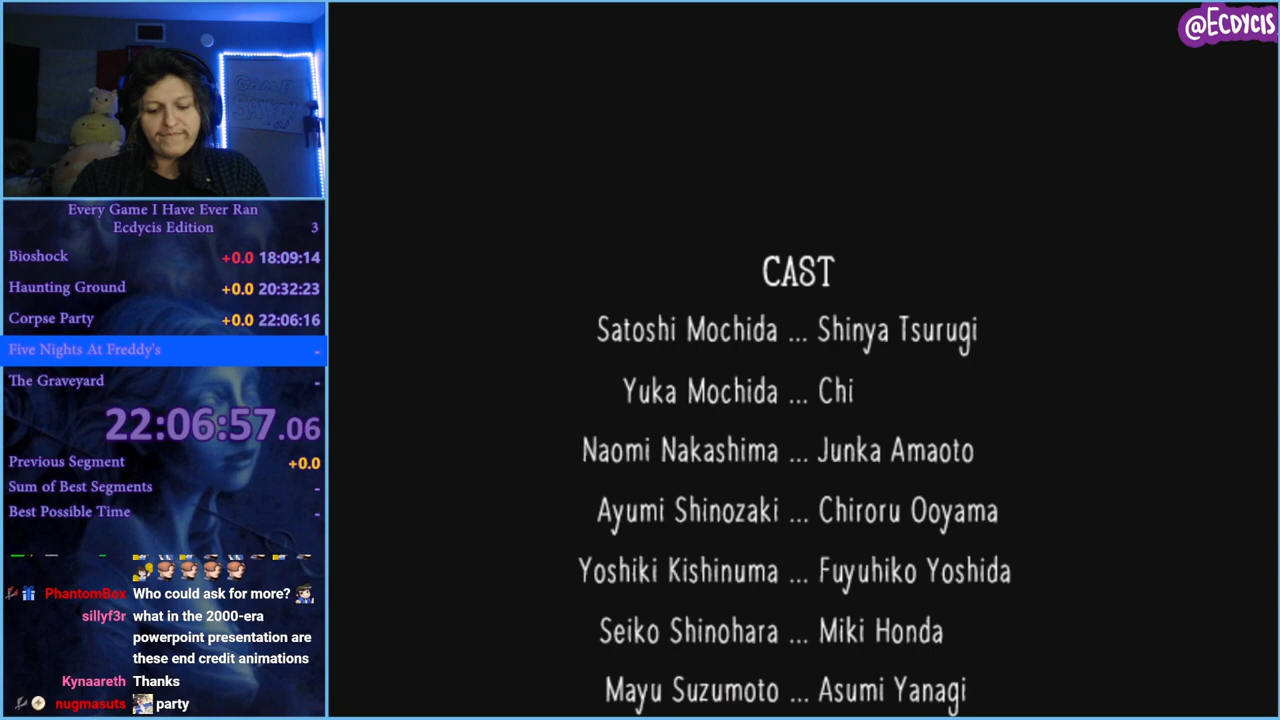 @ECDYCIS
GAME
Every Game I Have Ever Ran
Ecdycis Edition 3
Bioshock +0.0 18:09:14
Haunting Ground +0.0 20:32:23
Corpse Party +0.0 22:06:16
Five Nights At Freddy's -
The Graveyard -
22:06:57.06
Previous Segment +0.0
Sum of Best Segments -
Best Possible Time -
PhantomBox Who could ask for more?
sillyf3r what in the 2000-era
powerpoint presentation are
these end credit animations
Kynaareth Thanks
nugmasuts party
CAST
Satoshi Mochida ... Shinya Tsurugi
Yuka Mochida ... Chi
Naomi Nakashima ... Junka Amaoto
Ayumi Shinozaki ... Chiroru Ooyama
Yoshiki Kishinuma ... Fuyuhiko Yoshida
Seiko Shinohara ... Miki Honda
Mayu Suzumoto ... Asumi Yanagi